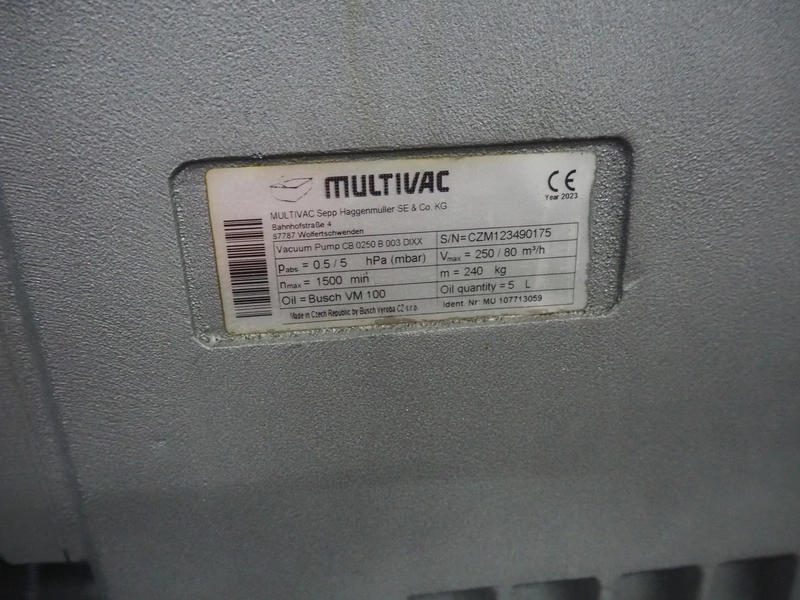 MULTIVAC
CE
Year 2023
MULTIVAC Sepp Haggenmüller SE & Co. KG
Bahnhofstraße 4
87787 Wolfertschwenden
Vacuum Pump CB 0250 B 003 DIXX
S/N=CZM123490175
Pabs = 0.5 / 5 hPa (mbar)
Vmax = 250 / 80 m³/h
nmax = 1500 min
m = 240 kg
Oil = Busch VM 100
Oil quantity = 5 L
Made in Czech Republic by Busch Vyroba CZ s.r.o.
Ident. Nr: MU 107713059